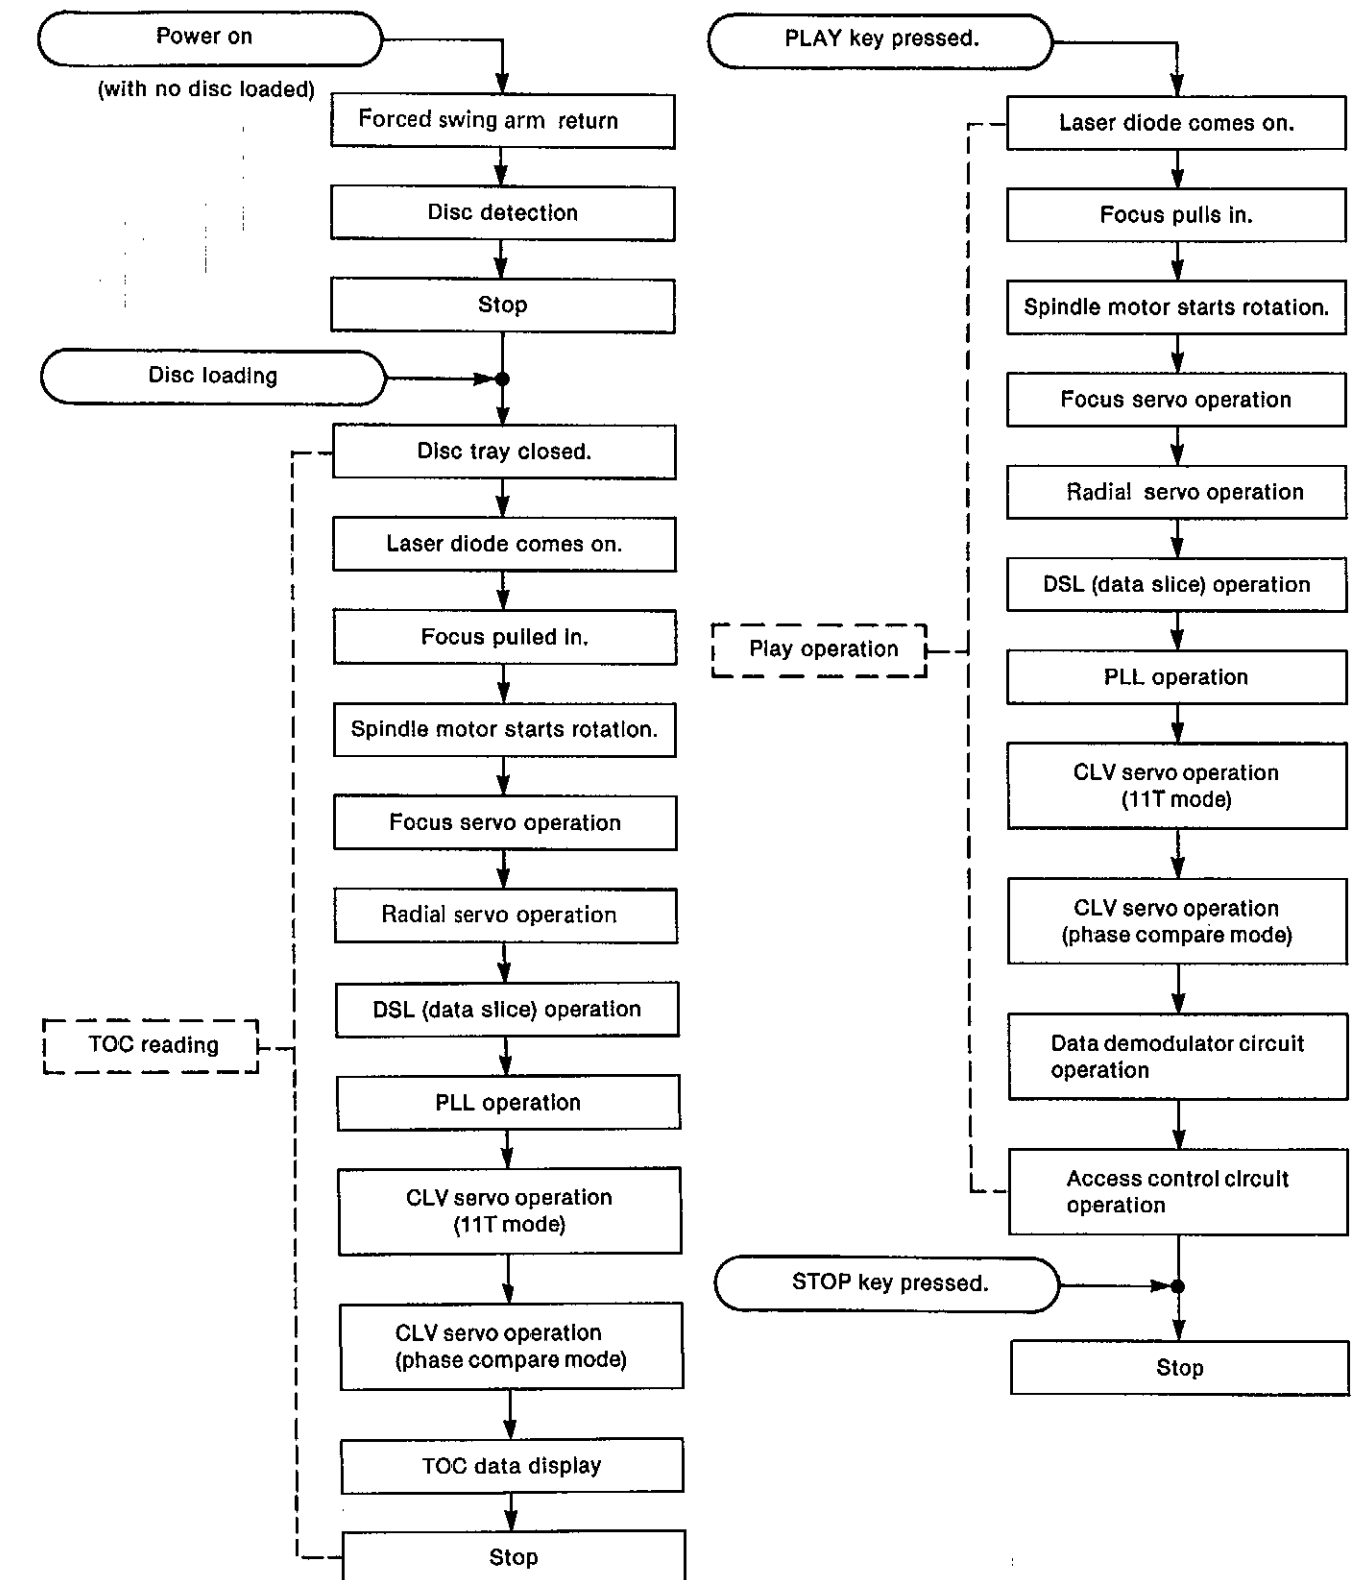 Power on
(with no disc loaded)
Forced swing arm return
Disc detection
Stop
Disc loading
Disc tray closed.
Laser diode comes on.
Focus pulled in.
Spindle motor starts rotation.
Focus servo operation
Radial servo operation
DSL (data slice) operation
TOC reading
PLL operation
CLV servo operation
(11T mode)
CLV servo operation
(phase compare mode)
TOC data display
Stop
PLAY key pressed.
Laser diode comes on.
Focus pulls in.
Spindle motor starts rotation.
Focus servo operation
Radial servo operation
DSL (data slice) operation
Play operation
PLL operation
CLV servo operation
(11T mode)
CLV servo operation
(phase compare mode)
Data demodulator circuit
operation
Access control circuit
operation
STOP key pressed.
Stop